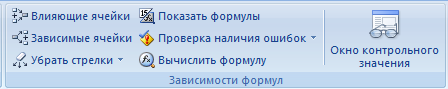 Влияющие ячейки
Зависимые ячейки
Убрать стрелки
Показать формулы
Проверка наличия ошибок
Вычислить формулу
Окно контрольного
значения
Зависимости формул